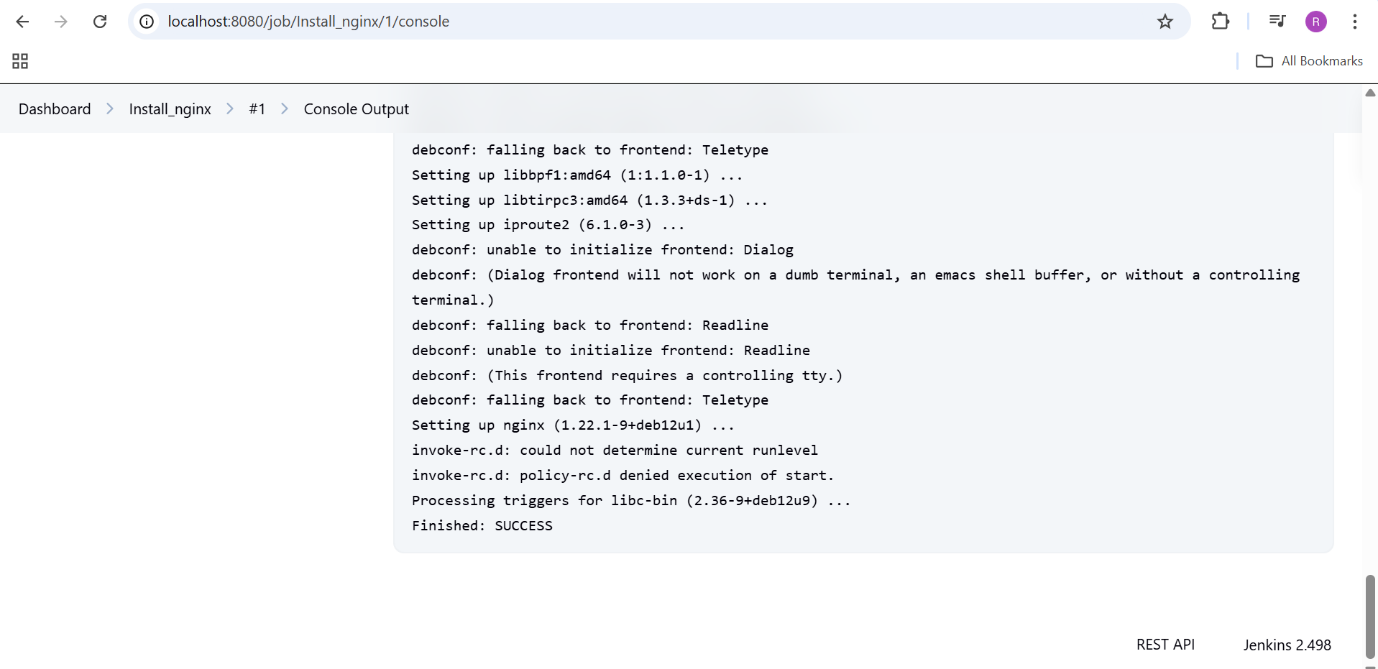 localhost:8080/job/Install_nginx/1/console
R
All Bookmarks
Dashboard > Install_nginx > #1 > Console Output
debconf: falling back to frontend: Teletype
Setting up libbpf1:amd64 (1:1.1.0-1) ...
Setting up libtirpc3:amd64 (1.3.3+ds-1) ...
Setting up iproute2 (6.1.0-3) ...
debconf: unable to initialize frontend: Dialog
debconf: (Dialog frontend will not work on a dumb terminal, an emacs shell buffer, or without a controlling
terminal.)
debconf: falling back to frontend: Readline
debconf: unable to initialize frontend: Readline
debconf: (This frontend requires a controlling tty.)
debconf: falling back to frontend: Teletype
Setting up nginx (1.22.1-9+deb12u1) ...
invoke-rc.d: could not determine current runlevel
invoke-rc.d: policy-rc.d denied execution of start.
Processing triggers for libc-bin (2.36-9+deb12u9) ...
Finished: SUCCESS
REST API Jenkins 2.498